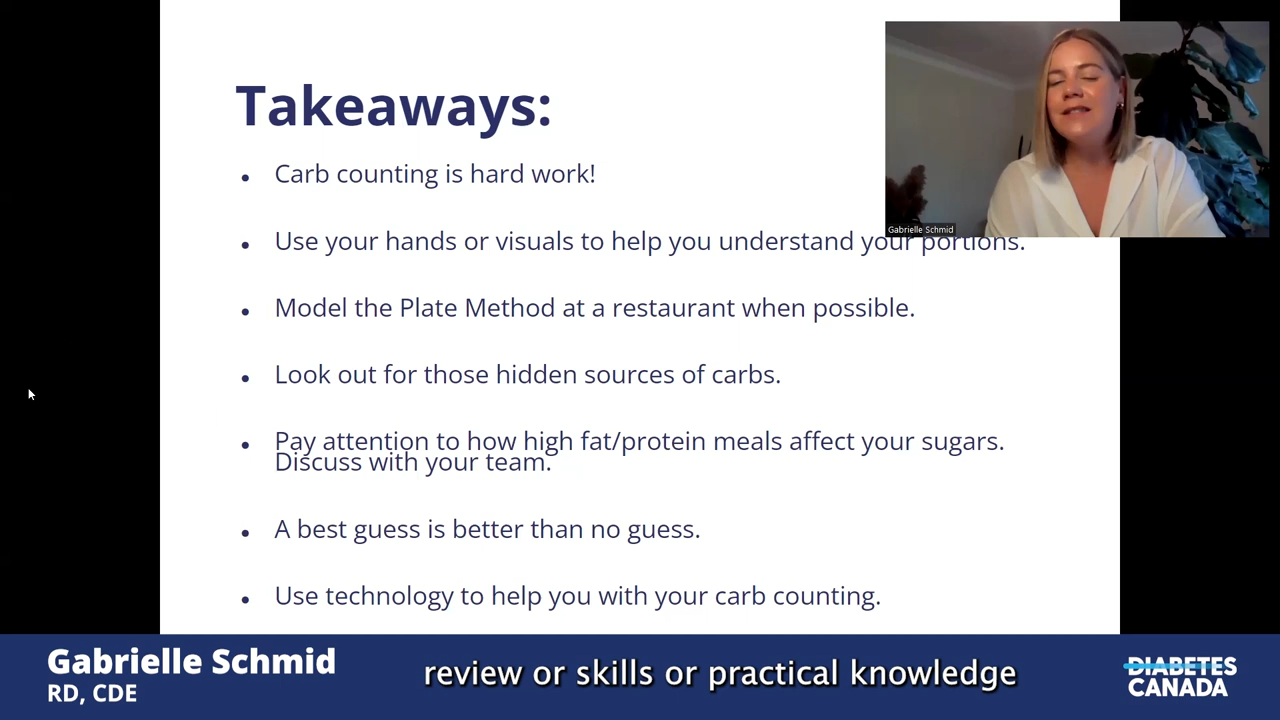 Takeaways:
• Carb counting is hard work!
• Use your hands or visuals to help you understand your portions.
• Model the Plate Method at a restaurant when possible.
• Look out for those hidden sources of carbs.
• Pay attention to how high fat/protein meals affect your sugars.
Discuss with your team.
• A best guess is better than no guess.
• Use technology to help you with your carb counting.
Gabrielle Schmid
Gabrielle Schmid
RD, CDE
review or skills or practical knowledge
DIABETES
CANADA